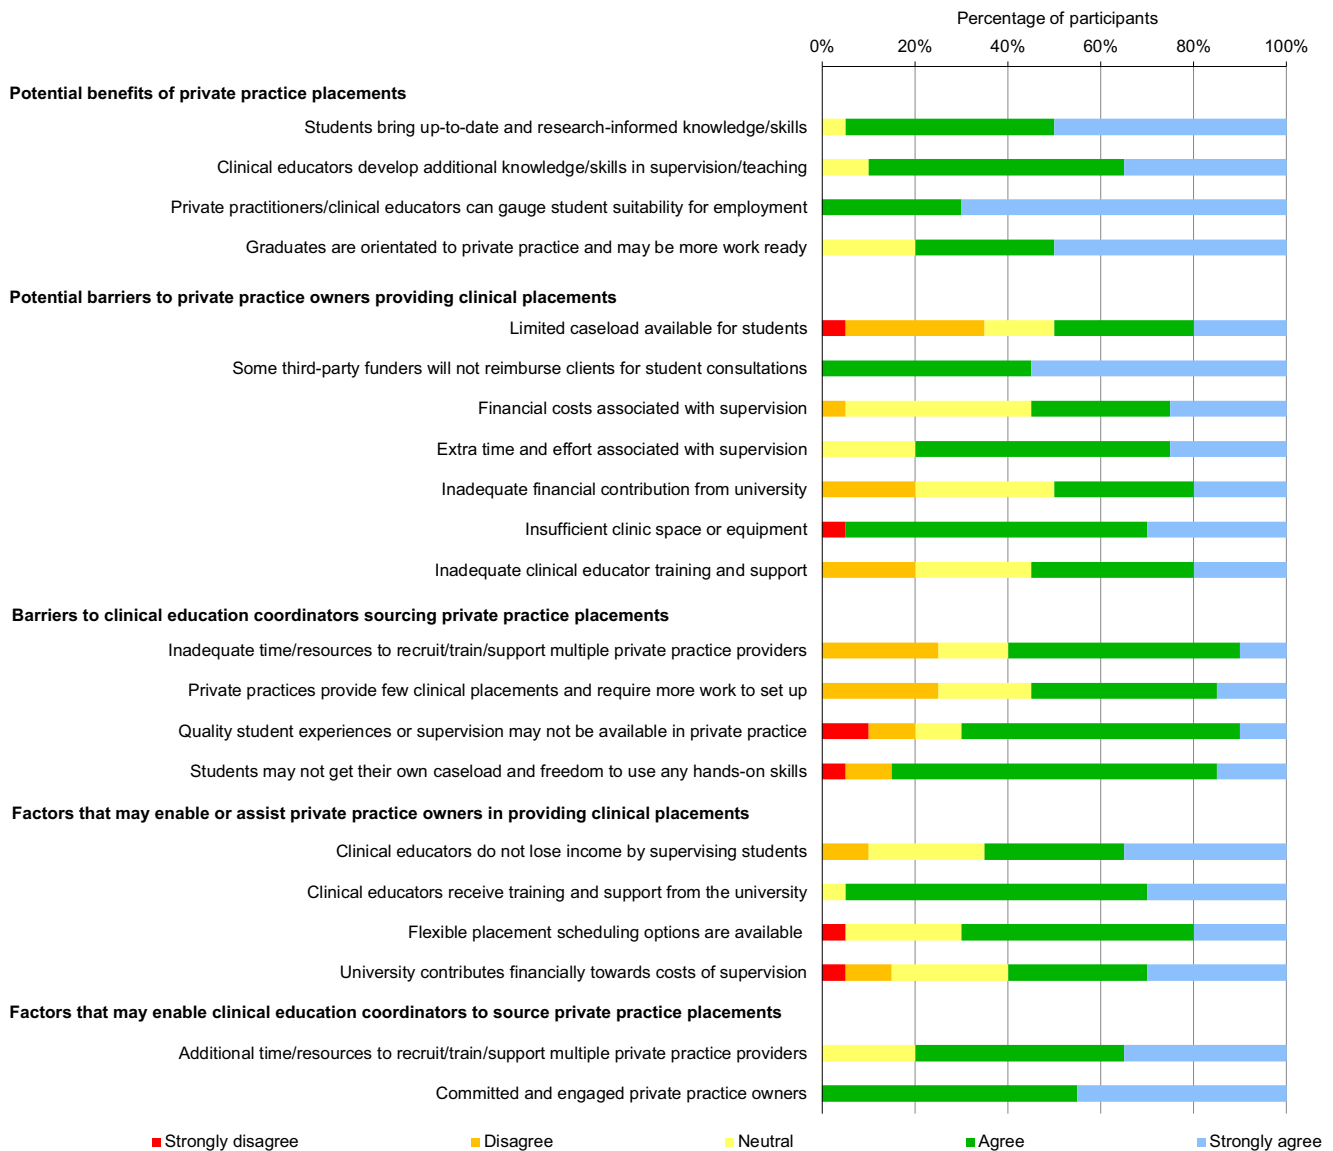 Percentage of participants
0% 20% 40% 60% 80% 100%
Potential benefits of private practice placements
Students bring up-to-date and research-informed knowledge/skills
Clinical educators develop additional knowledge/skills in supervision/teaching
Private practitioners/clinical educators can gauge student suitability for employment
Graduates are orientated to private practice and may be more work ready
Potential barriers to private practice owners providing clinical placements
Limited caseload available for students
Some third-party funders will not reimburse clients for student consultations
Financial costs associated with supervision
Extra time and effort associated with supervision
Inadequate financial contribution from university
Insufficient clinic space or equipment
Inadequate clinical educator training and support
Barriers to clinical education coordinators sourcing private practice placements
Inadequate time/resources to recruit/train/support multiple private practice providers
Private practices provide few clinical placements and require more work to set up
Quality student experiences or supervision may not be available in private practice
Students may not get their own caseload and freedom to use any hands-on skills
Factors that may enable or assist private practice owners in providing clinical placements
Clinical educators do not lose income by supervising students
Clinical educators receive training and support from the university
Flexible placement scheduling options are available
University contributes financially towards costs of supervision
Factors that may enable clinical education coordinators to source private practice placements
Additional time/resources to recruit/train/support multiple private practice providers
Committed and engaged private practice owners
Strongly disagree Disagree Neutral Agree Strongly agree